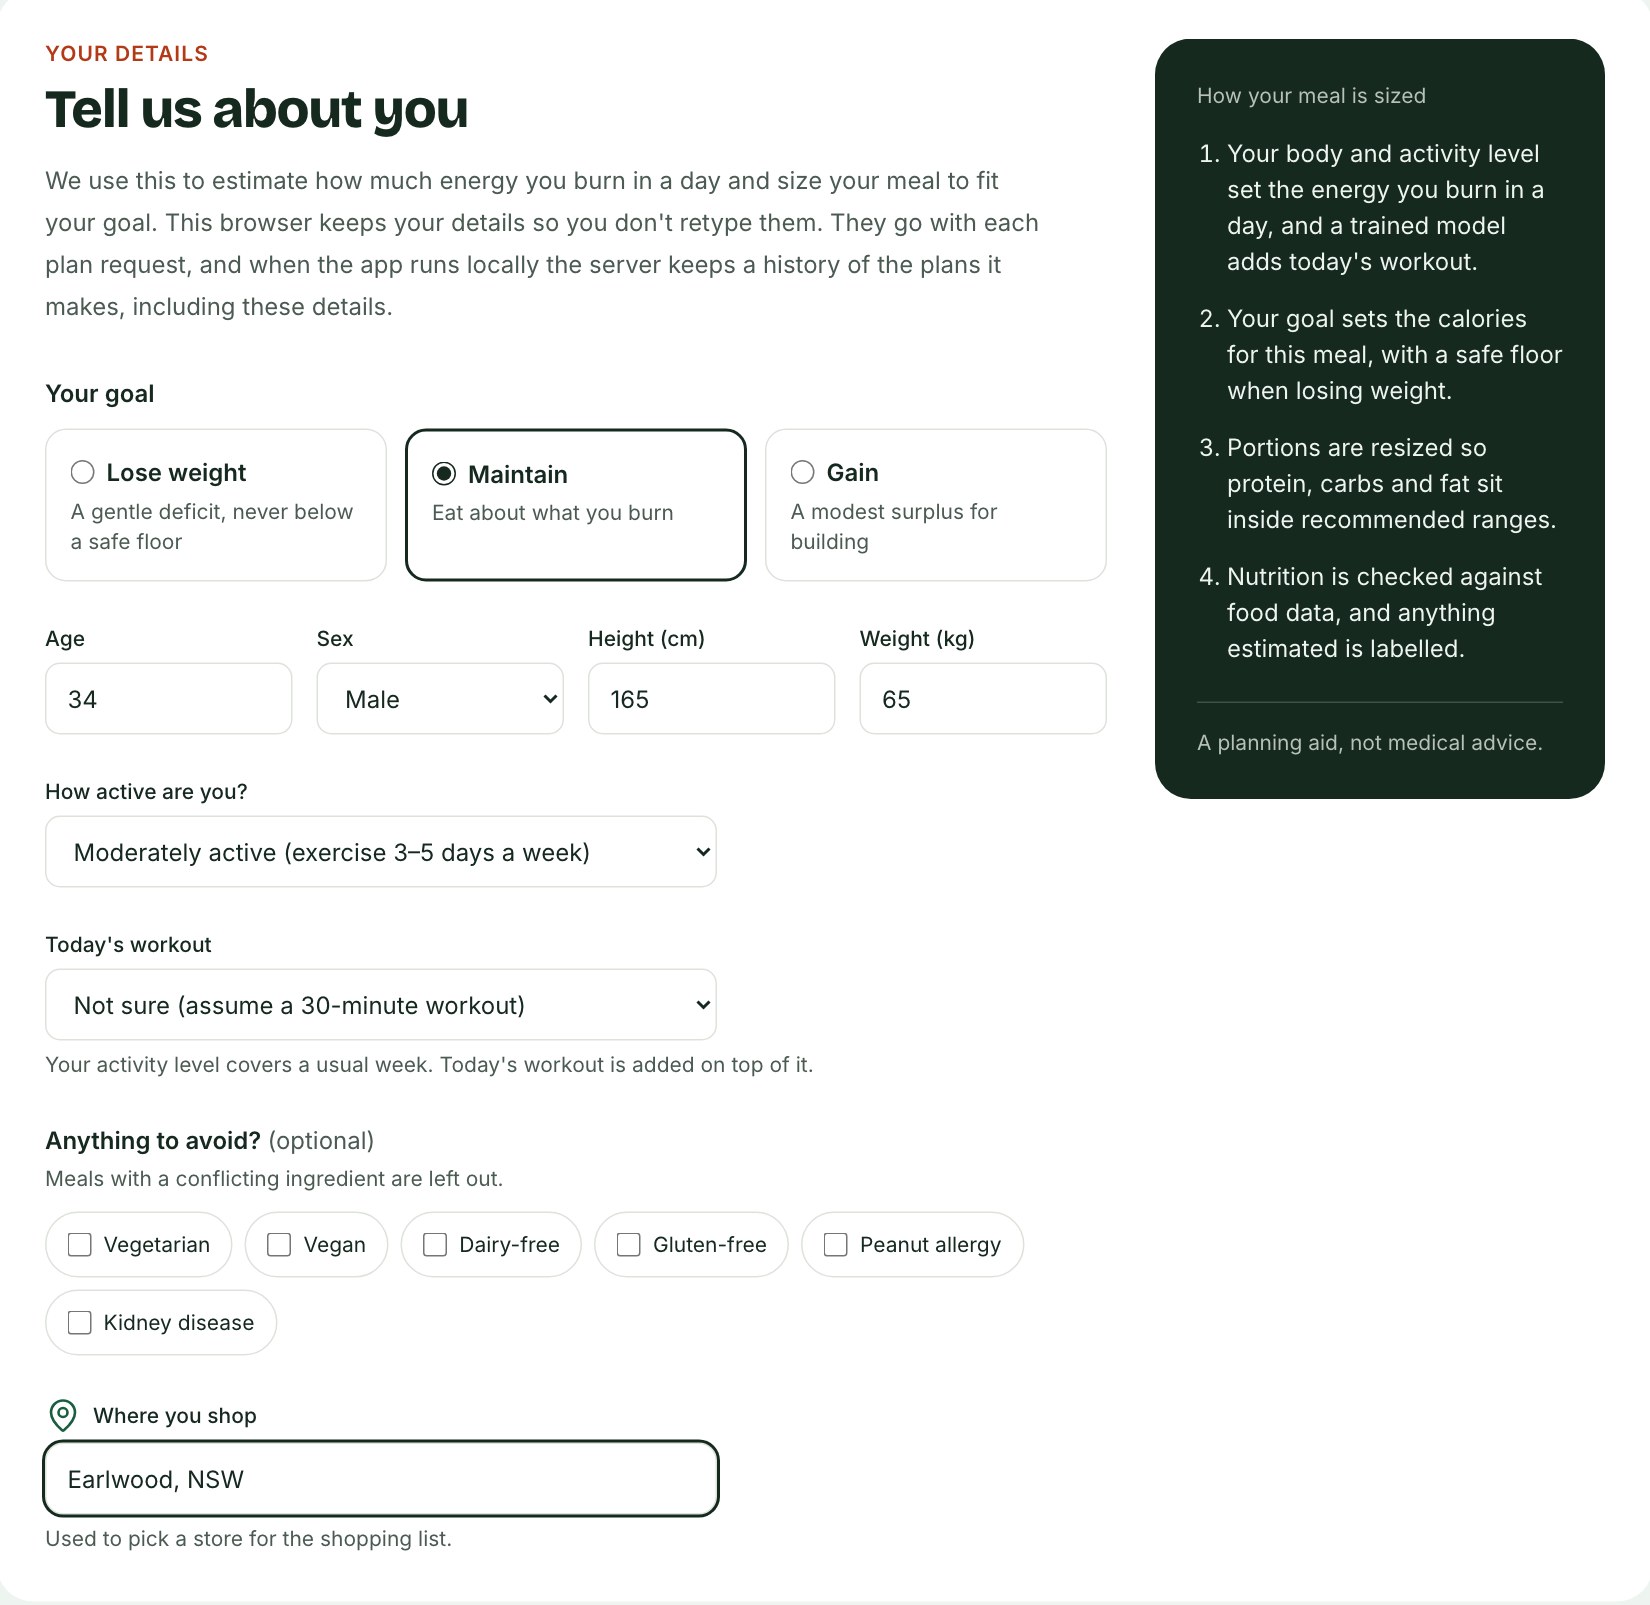 YOUR DETAILS
Tell us about you
We use this to estimate how much energy you burn in a day and size your meal to fit
your goal. This browser keeps your details so you don't retype them. They go with each
plan request, and when the app runs locally the server keeps a history of the plans it
makes, including these details.
Your goal
Lose weight
A gentle deficit, never below
a safe floor
Maintain
Eat about what you burn
Gain
A modest surplus for
building
Age
34
Sex
Male
Height (cm)
165
Weight (kg)
65
How active are you?
Moderately active (exercise 3–5 days a week)
Today's workout
Not sure (assume a 30-minute workout)
Your activity level covers a usual week. Today's workout is added on top of it.
Anything to avoid? (optional)
Meals with a conflicting ingredient are left out.
Vegetarian
Vegan
Dairy-free
Gluten-free
Peanut allergy
Kidney disease
Where you shop
Earlwood, NSW
Used to pick a store for the shopping list.
How your meal is sized
1. Your body and activity level
set the energy you burn in a
day, and a trained model
adds today's workout.
2. Your goal sets the calories
for this meal, with a safe floor
when losing weight.
3. Portions are resized so
protein, carbs and fat sit
inside recommended ranges.
4. Nutrition is checked against
food data, and anything
estimated is labelled.
A planning aid, not medical advice.